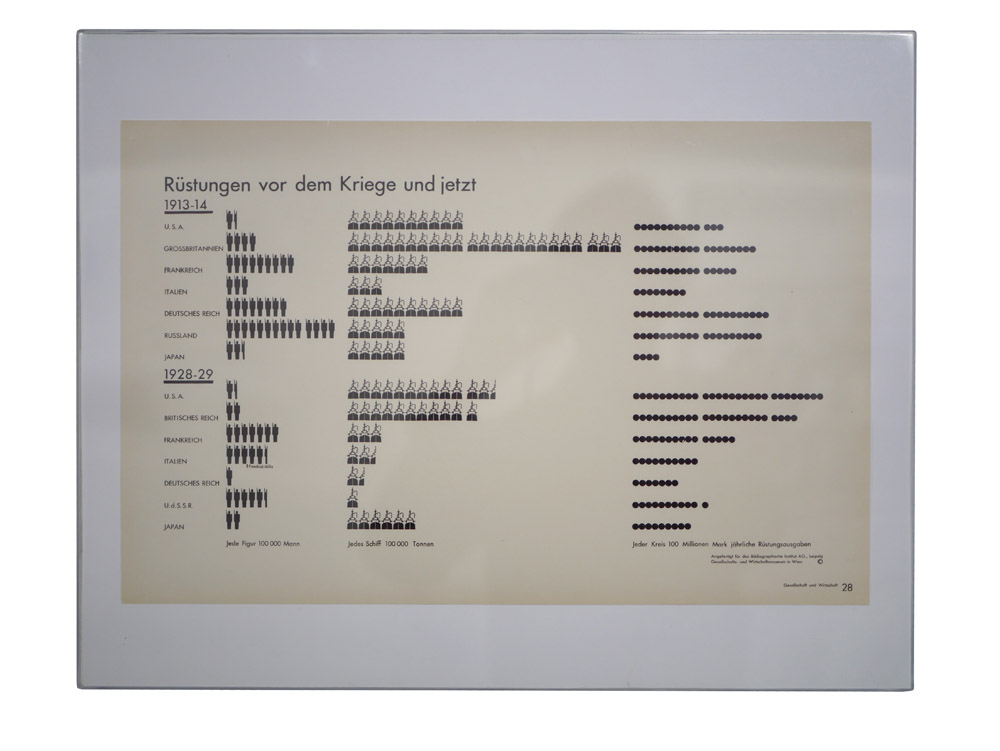 Rüstungen vor dem Kriege und jetzt
1913-14
U.S.A.
GROSSBRITANNIEN
FRANKREICH
ITALIEN
DEUTSCHES REICH
RUSSLAND
JAPAN
1928-29
U.S.A.
BRITISCHES REICH
FRANKREICH
ITALIEN
DEUTSCHES REICH
U.d.S.S.R.
JAPAN
Jede Figur 100 000 Mann
Jedes Schiff 100 000 Tonnen
Jeder Kreis 100 Millionen Mark jährliche Rüstungsausgaben
Angefertigt für das Bibliographische Institut AG., Leipzig
Gesellschafts- und Wirtschaftsmuseum in Wien ©
Gesellschaft und Wirtschaft 28